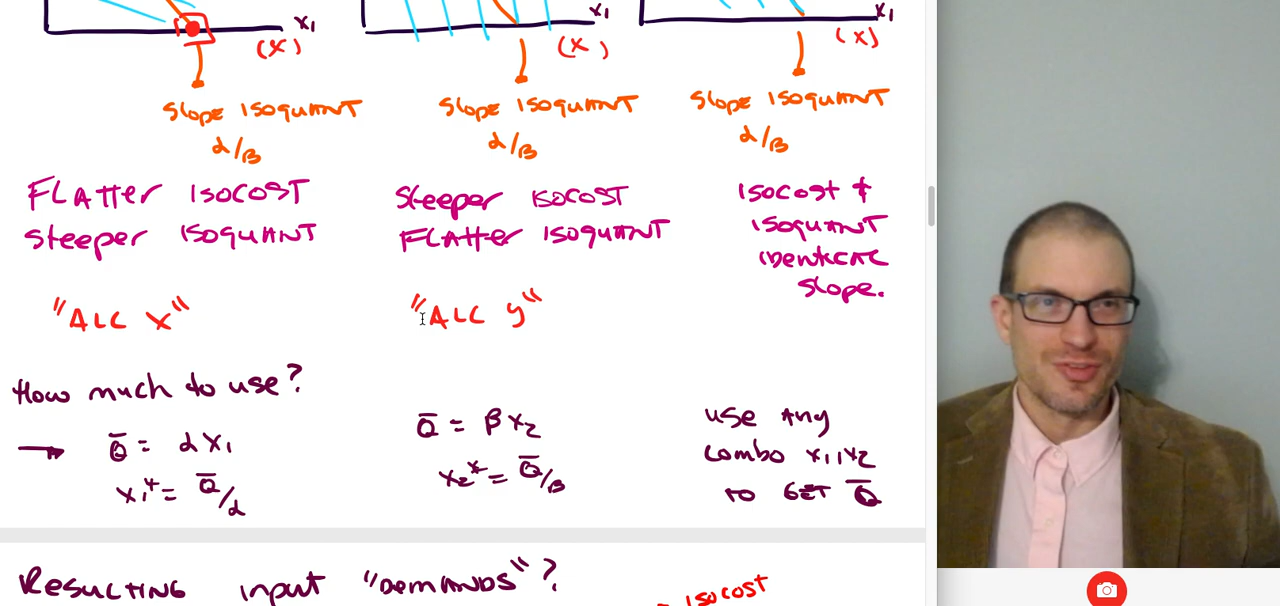 x₁ x₁ x₁
(x) (x) (x)
Slope ISOQUANT Slope ISOQUANT Slope ISOQUANT
α/β α/β α/β
FLAtter ISOCOST
Steeper ISOQUANT
Steeper ISOCOST
FLAtter ISOQUANT
ISOCOST &
ISOQUANT
IDENtICAL
Slope.
"ALL X"
"ALL y"
How much to use?
→ Q̄ = αx₁
x₁* = Q̄/α
Q̄ = βx₂
x₂* = Q̄/β
use Any
combo x₁,x₂
to GET Q̄
RESULTING input "DEMANDS"?
ISOCOST